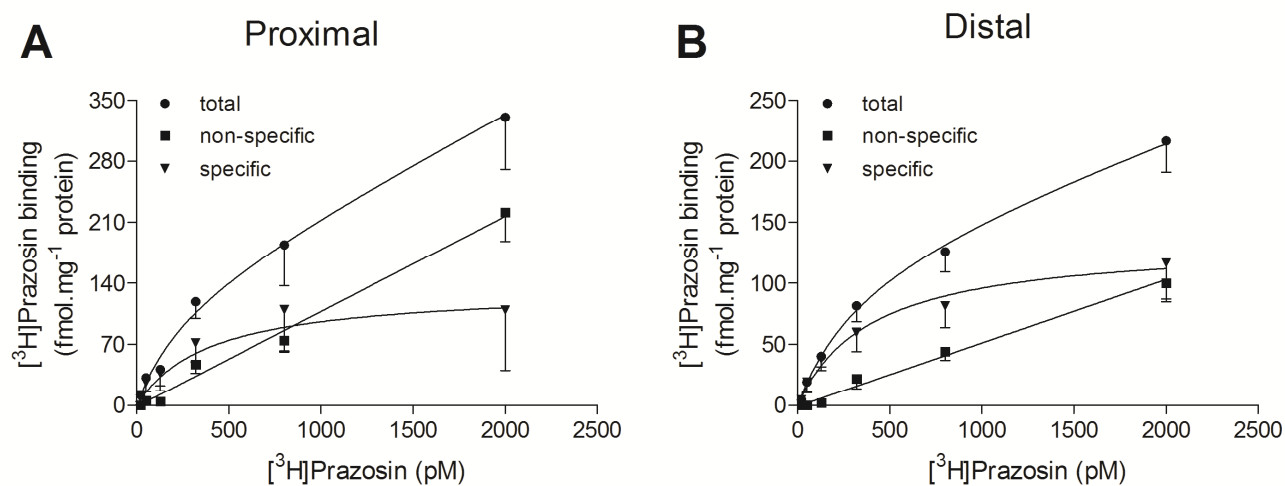 A
Proximal
[³H]Prazosin binding
(fmol.mg⁻¹ protein)
350
280
210
140
70
0
total
non-specific
specific
0 500 1000 1500 2000 2500
[³H]Prazosin (pM)
B
Distal
[³H]Prazosin binding
(fmol.mg⁻¹ protein)
250
200
150
100
50
0
total
non-specific
specific
0 500 1000 1500 2000 2500
[³H]Prazosin (pM)